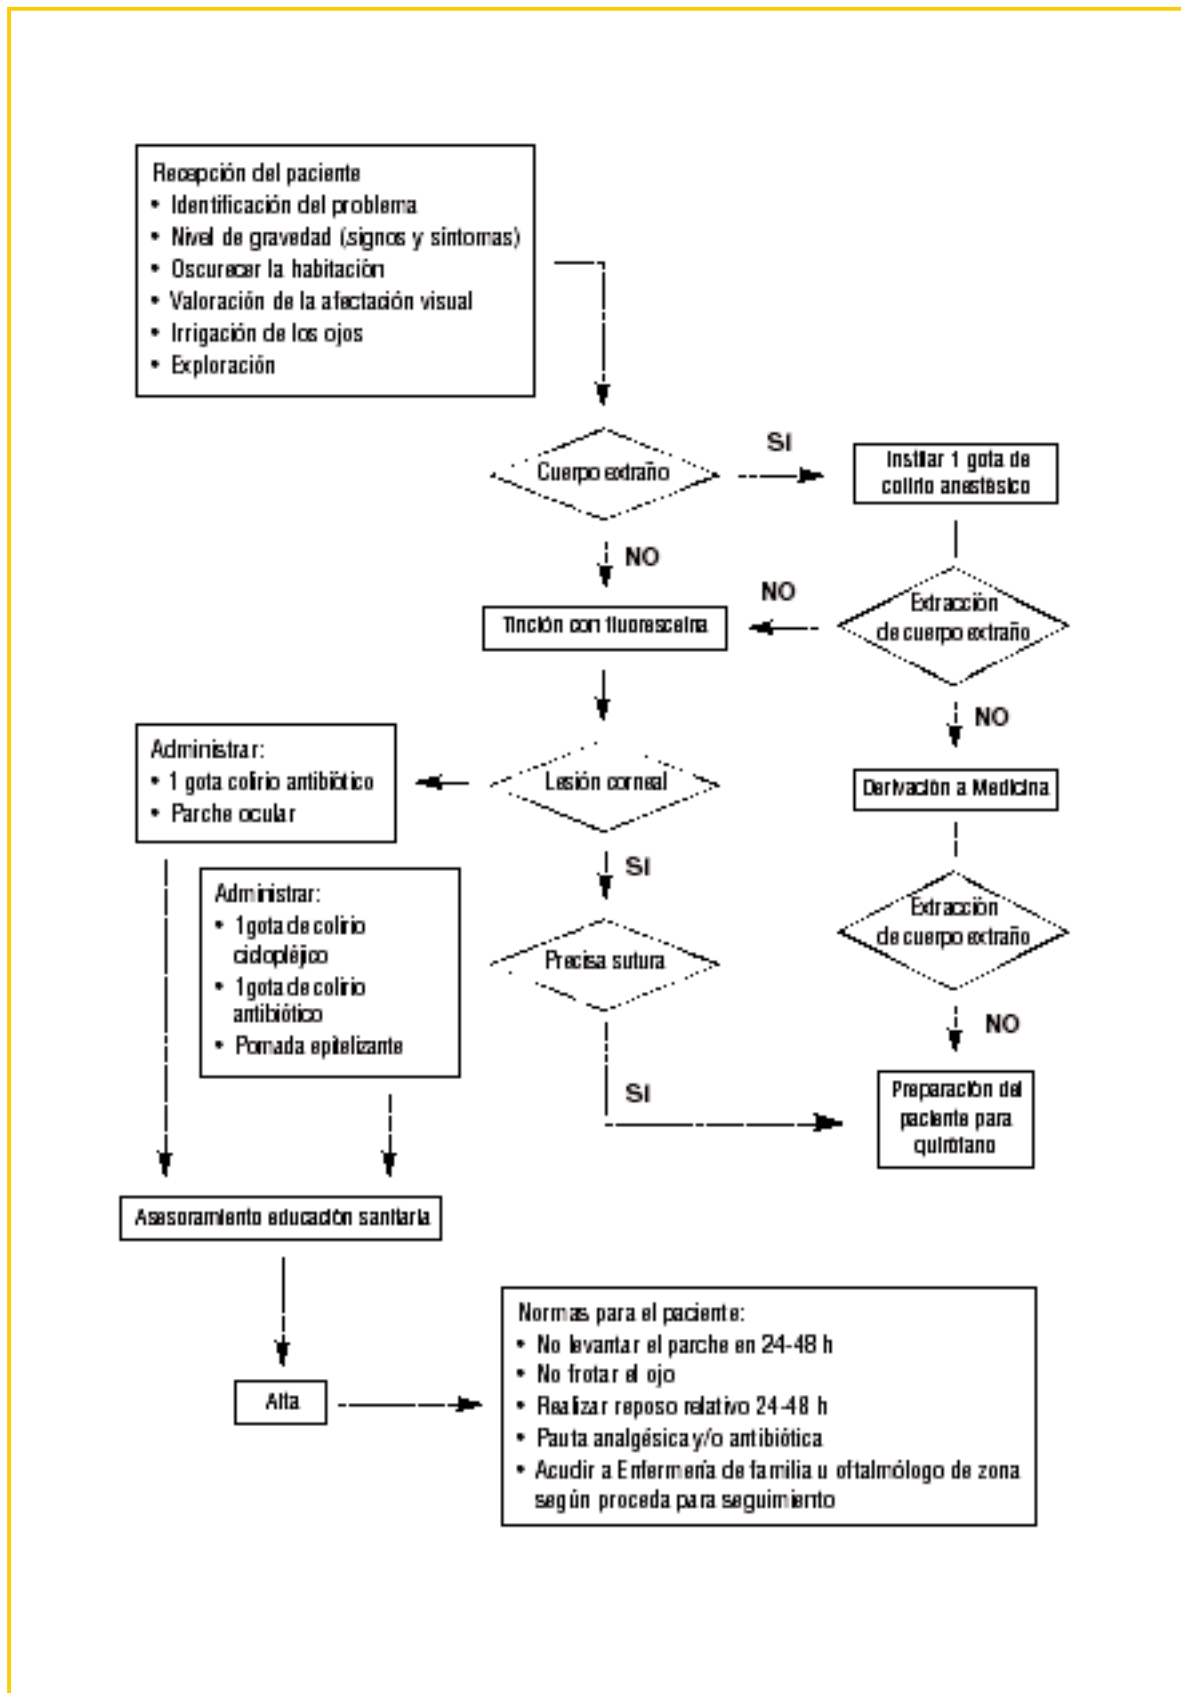 Recepción del paciente
• Identificación del problema
• Nivel de gravedad (signos y síntomas)
• Oscurecer la habitación
• Valoración de la afectación visual
• Irrigación de los ojos
• Exploración
Cuerpo extraño
SI
Instilar 1 gota de
colirio anestésico
NO
Tinción con fluoresceína
NO
Extracción
de cuerpo extraño
NO
Administrar:
• 1 gota colirio antibiótico
• Parche ocular
Lesión corneal
Derivación a Medicina
SI
Administrar:
• 1 gota de colirio
ciclopléjico
• 1 gota de colirio
antibiótico
• Pomada epitelizante
Precisa sutura
Extracción
de cuerpo extraño
NO
SI
Preparación del
paciente para
quirófano
Asesoramiento educación sanitaria
Alta
Normas para el paciente:
• No levantar el parche en 24-48 h
• No frotar el ojo
• Realizar reposo relativo 24-48 h
• Pauta analgésica y/o antibiótica
• Acudir a Enfermería de familia u oftalmólogo de zona
según proceda para seguimiento